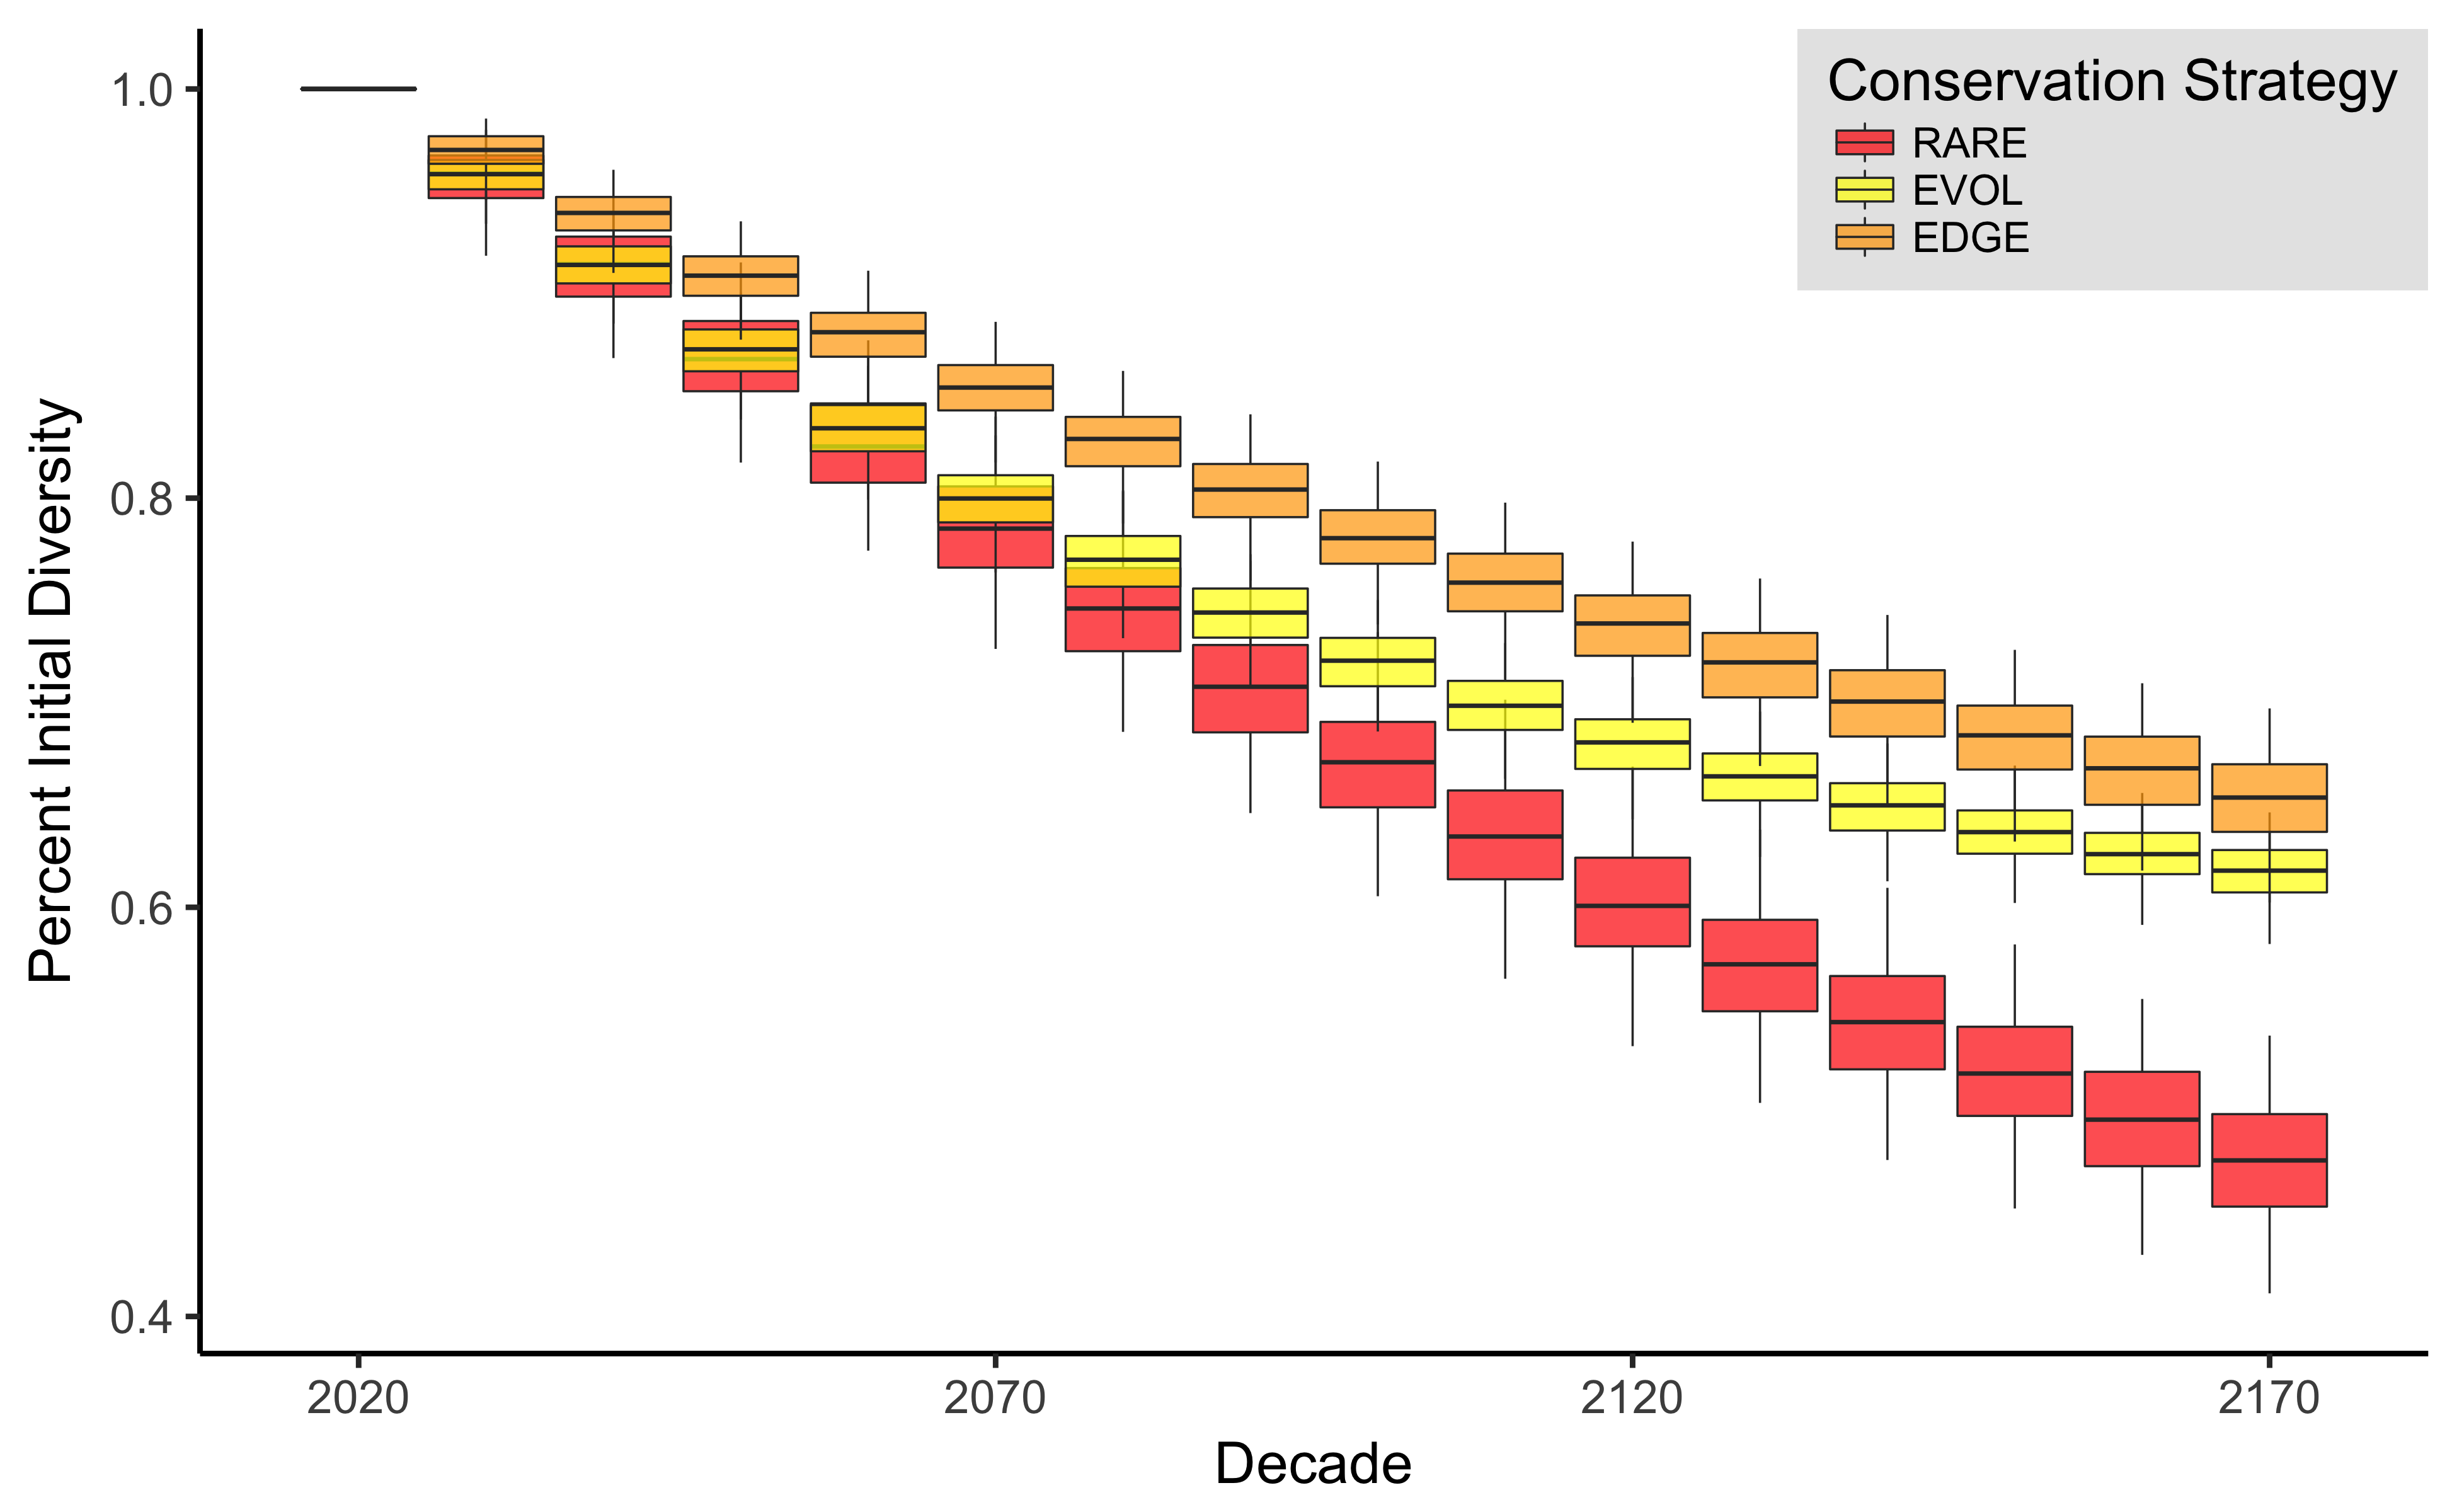 Conservation Strategy
RARE
EVOL
EDGE
Percent Initial Diversity
1.0
0.8
0.6
0.4
2020 2070 2120 2170
Decade